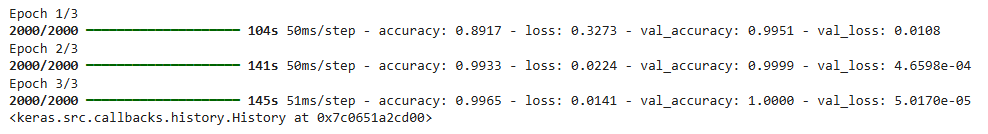 Epoch 1/3
2000/2000 ━━━━━━━━━━━━━━━━━━━━ 104s 50ms/step - accuracy: 0.8917 - loss: 0.3273 - val_accuracy: 0.9951 - val_loss: 0.0108
Epoch 2/3
2000/2000 ━━━━━━━━━━━━━━━━━━━━ 141s 50ms/step - accuracy: 0.9933 - loss: 0.0224 - val_accuracy: 0.9999 - val_loss: 4.6598e-04
Epoch 3/3
2000/2000 ━━━━━━━━━━━━━━━━━━━━ 145s 51ms/step - accuracy: 0.9965 - loss: 0.0141 - val_accuracy: 1.0000 - val_loss: 5.0170e-05
<keras.src.callbacks.history.History at 0x7c0651a2cd00>